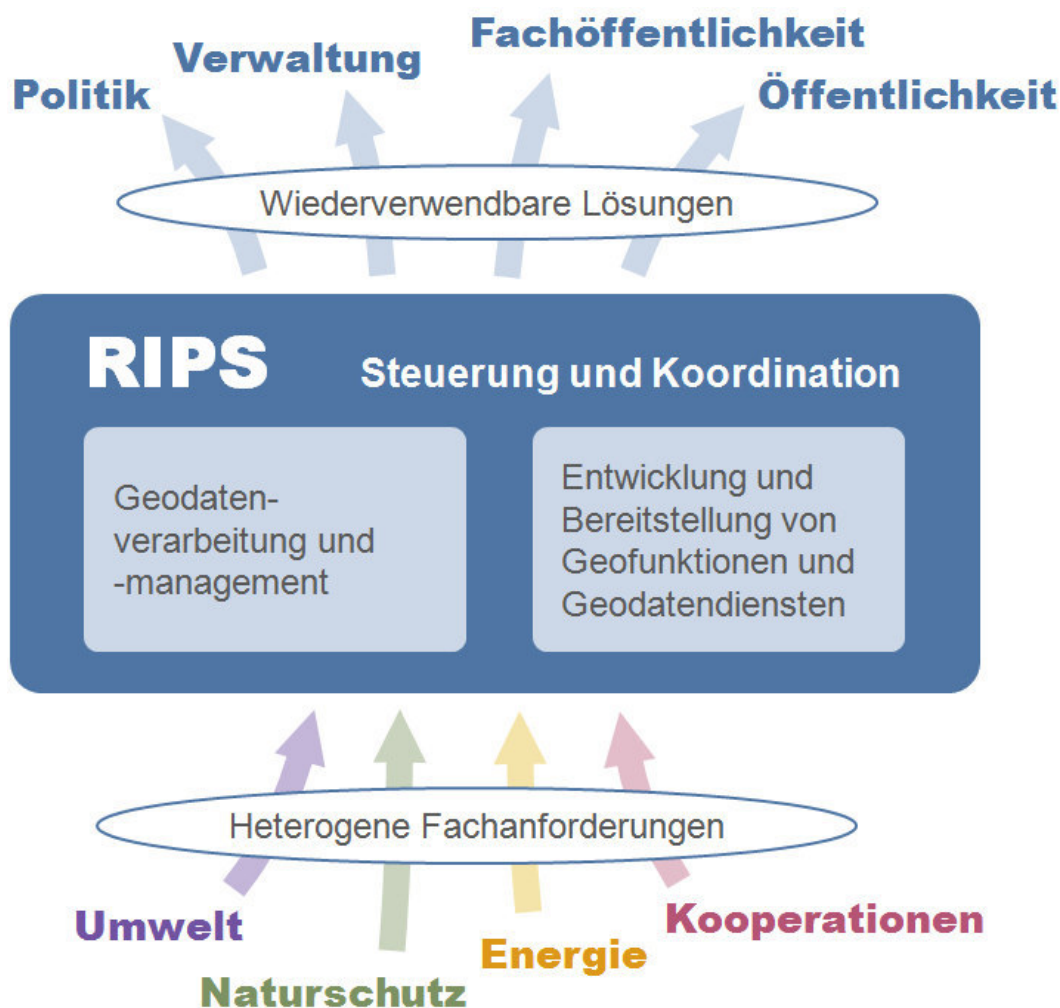 Fachöffentlichkeit
Verwaltung
Politik
Öffentlichkeit
Wiederverwendbare Lösungen
RIPS
Steuerung und Koordination
Geodaten-
verarbeitung und
-management
Entwicklung und
Bereitstellung von
Geofunktionen und
Geodatendiensten
Heterogene Fachanforderungen
Umwelt
Naturschutz
Energie
Kooperationen